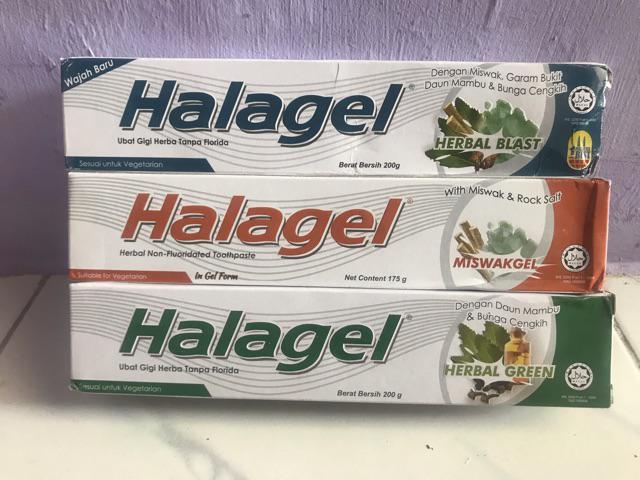 Wajah Baru
Halagel®
Ubat Gigi Herba Tanpa Florida
Sesuai untuk Vegetarian
Berat Bersih 200g
Dengan Miswak, Garam Bukit
Daun Mambu & Bunga Cengkih
HERBAL BLAST
Halagel®
Herbal Non-Fluoridated Toothpaste
Suitable for Vegetarian
In Gel Form
Net Content 175 g
With Miswak & Rock Salt
MISWAKGEL
Halagel®
Ubat Gigi Herba Tanpa Florida
Sesuai untuk Vegetarian
Berat Bersih 200 g
Dengan Daun Mambu
& Bunga Cengkih
HERBAL GREEN